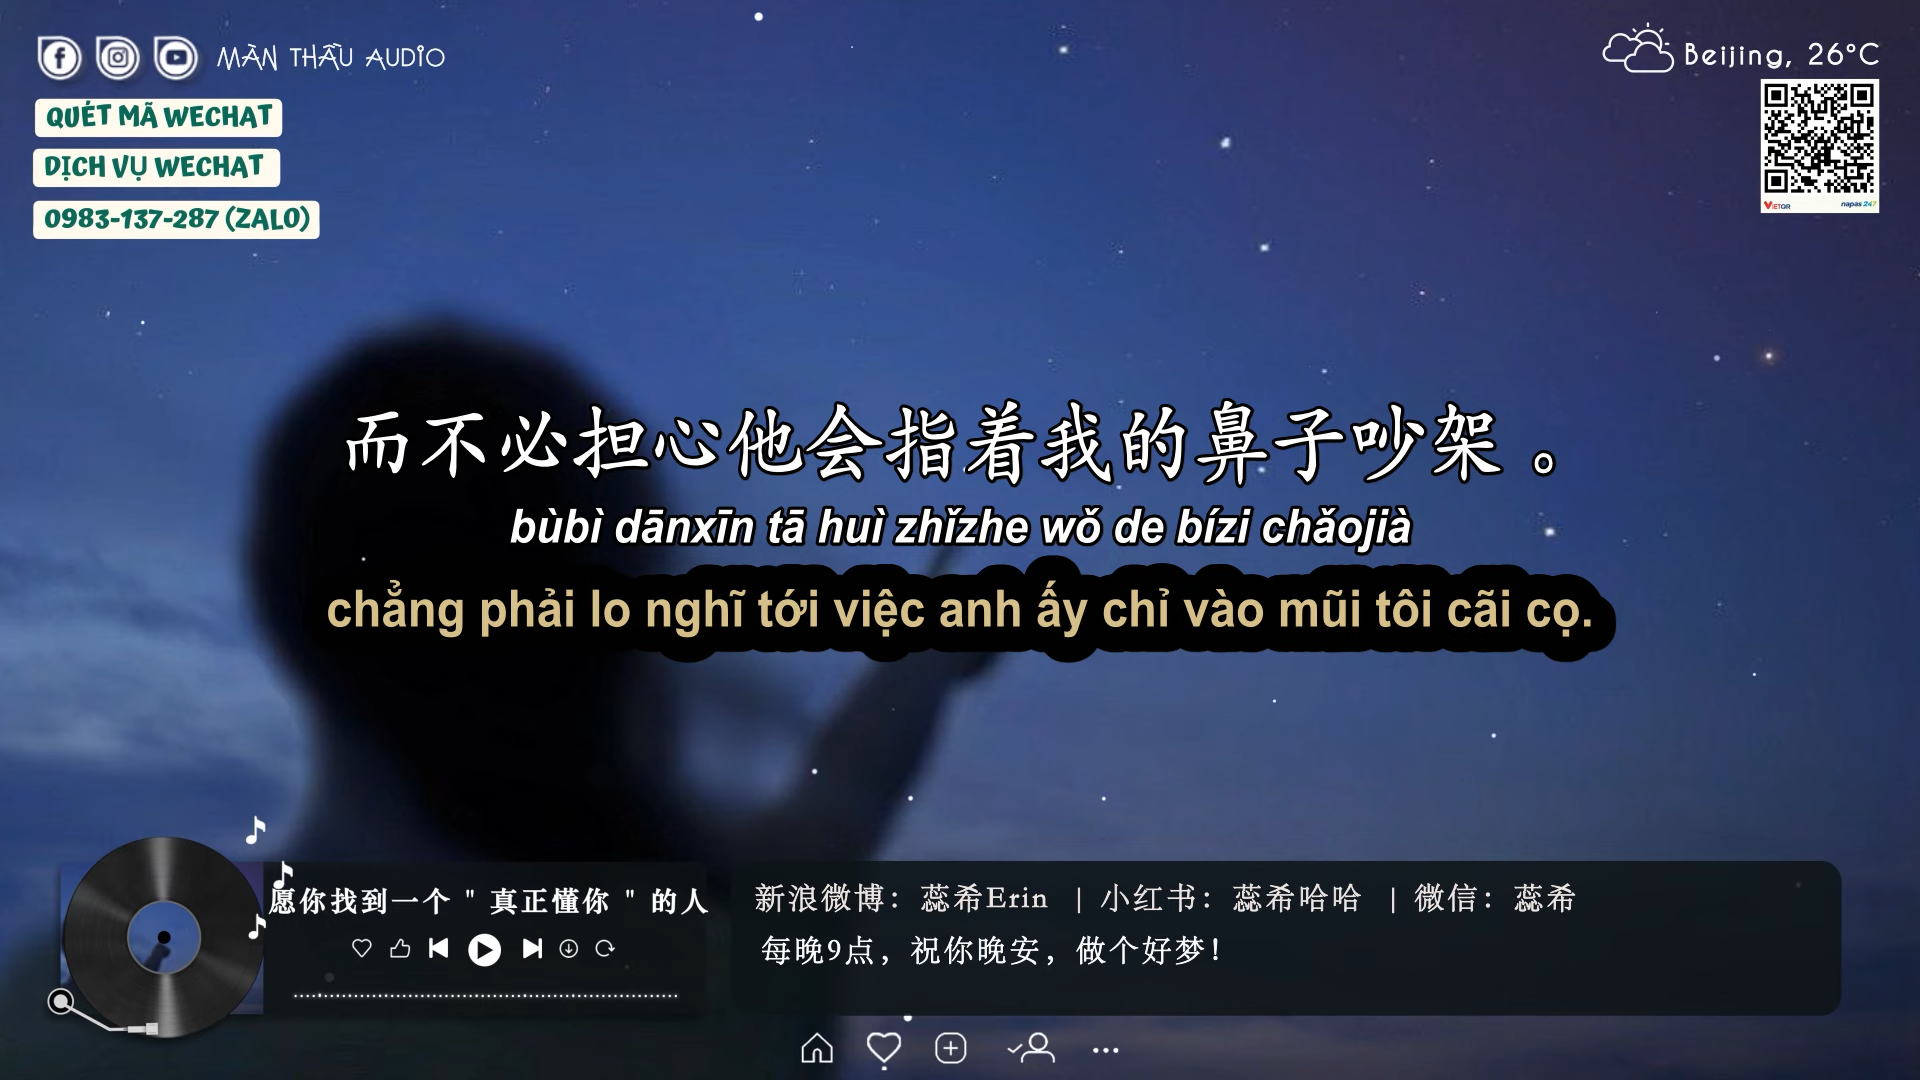 MÀN THẦU AUDIO
Beijing, 26°C
QUÉT MÃ WECHAT
DỊCH VỤ WECHAT
0983-137-287 (ZALO)
VIETQR
napas 247
而不必担心他会指着我的鼻子吵架。
bùbì dānxīn tā huì zhǐzhe wǒ de bízi chǎojià
chẳng phải lo nghĩ tới việc anh ấy chỉ vào mũi tôi cãi cọ.
愿你找到一个 " 真正懂你 " 的人
新浪微博：蕊希Erin | 小红书：蕊希哈哈 | 微信：蕊希
每晚9点，祝你晚安，做个好梦！